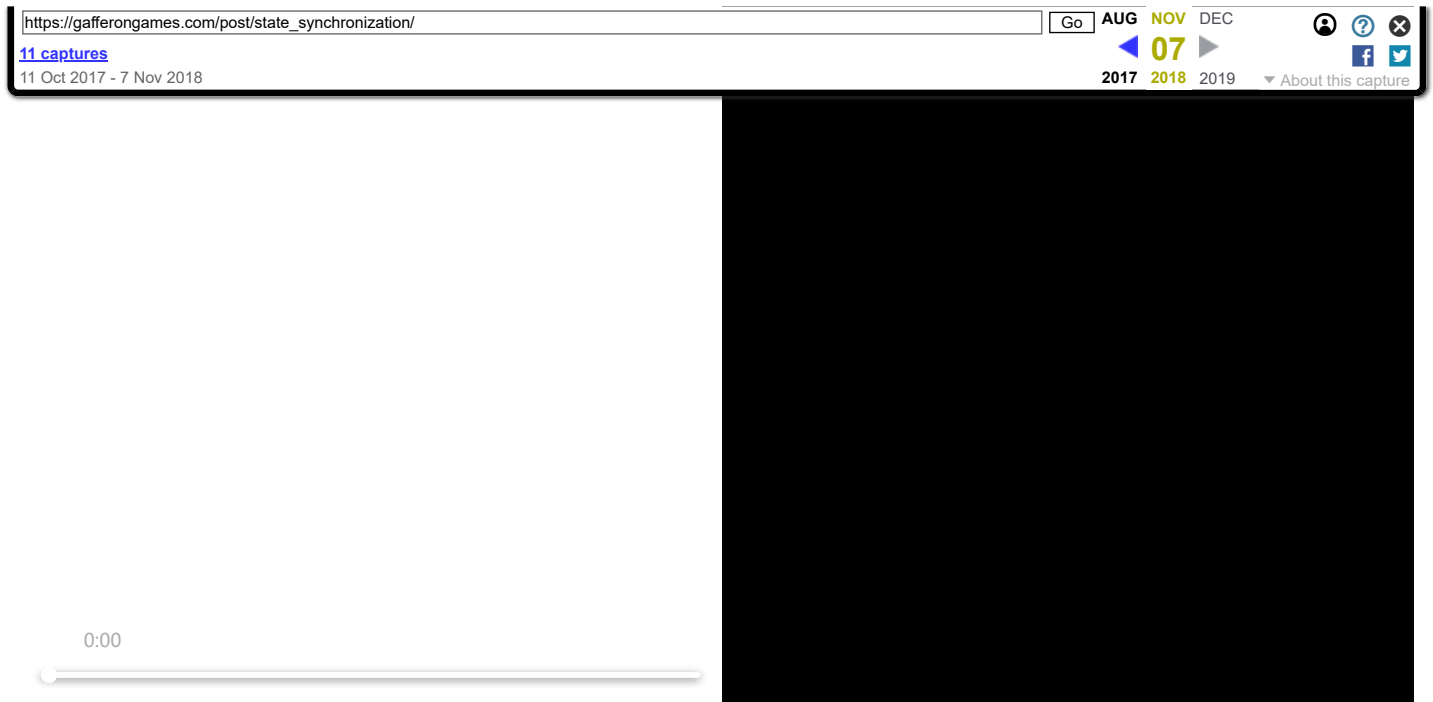 https://gafferongames.com/post/state_synchronization/
Go
AUG NOV DEC
11 captures
07
11 Oct 2017 - 7 Nov 2018
2017 2018 2019
About this capture
0:00